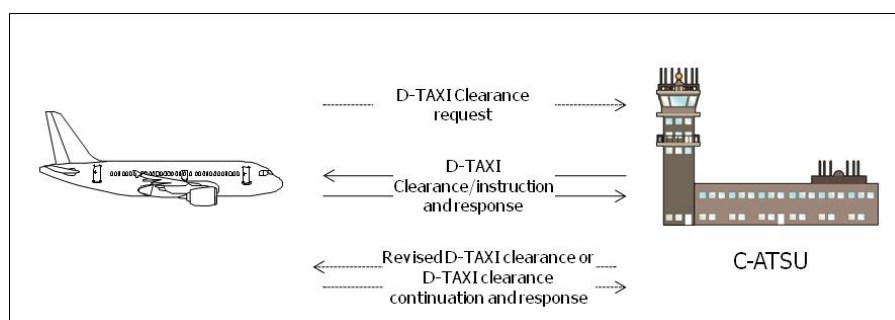 D-TAXI Clearance
request
D-TAXI
Clearance/instruction
and response
Revised D-TAXI clearance or
D-TAXI clearance
continuation and response
C-ATSU